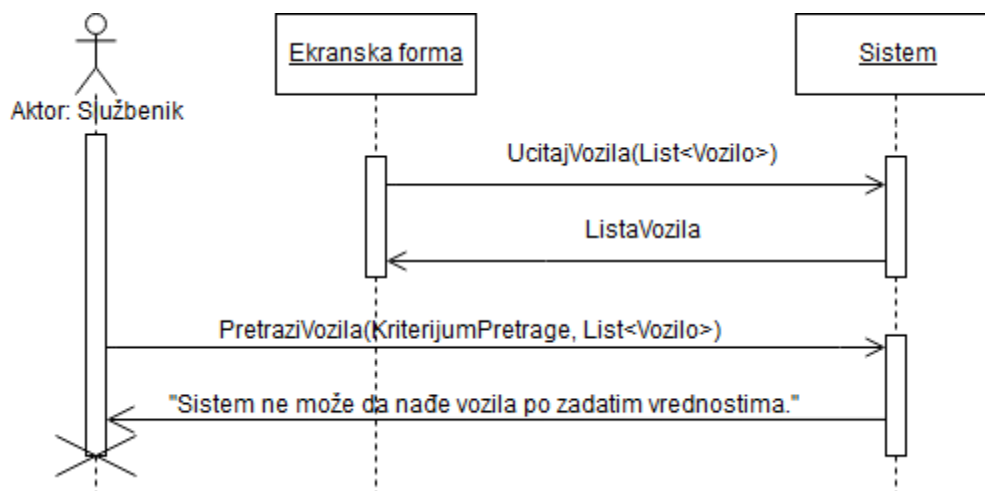 Ekranska forma
Sistem
Aktor: Službenik
UcitajVozila(List<Vozilo>)
ListaVozila
PretraziVozila(KriterijumPretrage, List<Vozilo>)
"Sistem ne može da nađe vozila po zadatim vrednostima."